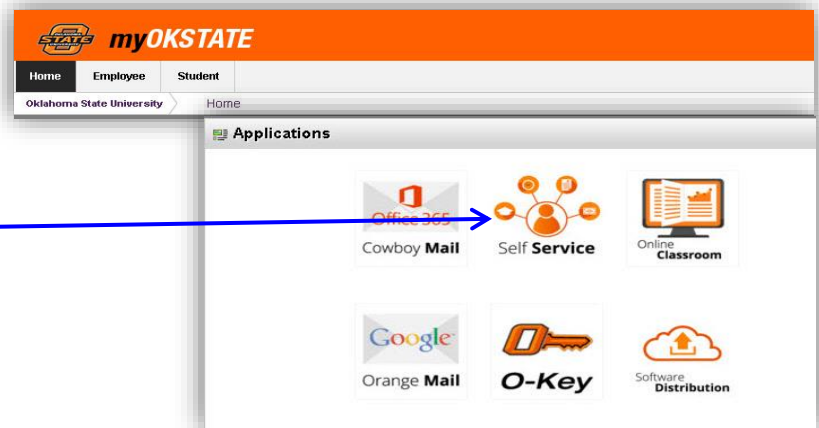 STATE myOKSTATE
Home Employee Student
Oklahoma State University Home
Applications
Office 365
Cowboy Mail
Self Service
Online
Classroom
Google
Orange Mail
O-Key
Software
Distribution